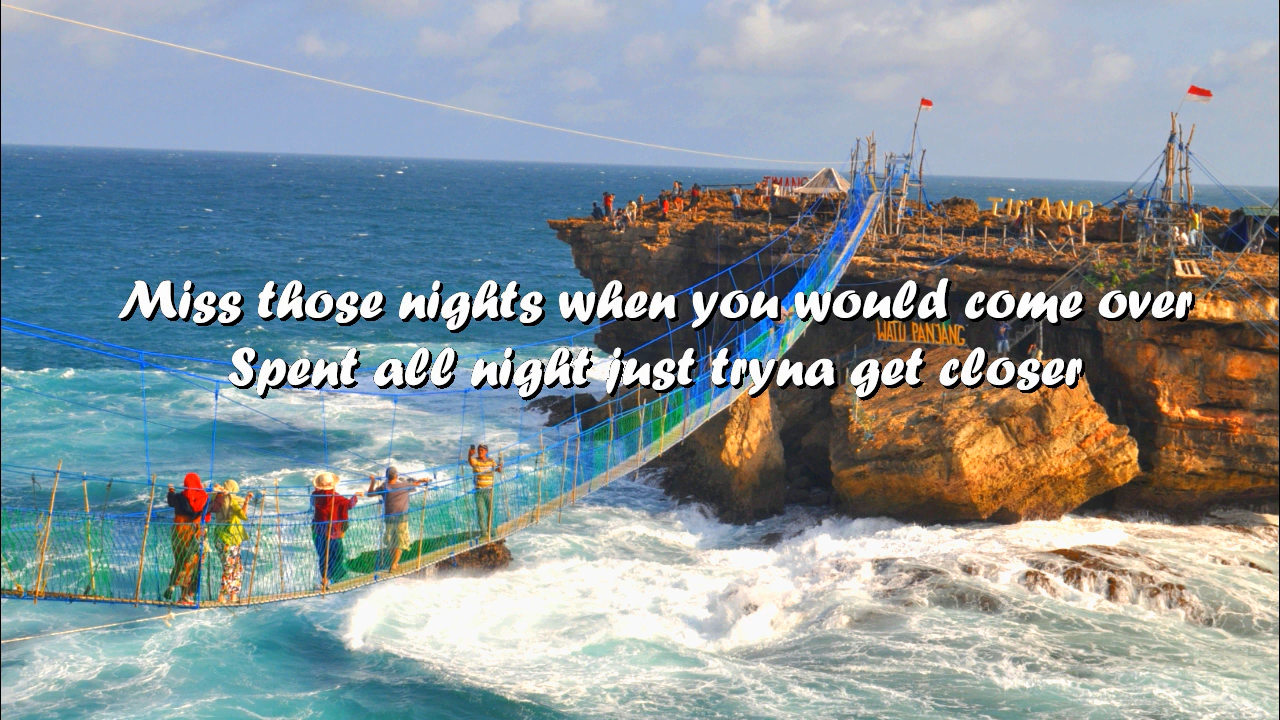 TIMANG
Miss those nights when you would come over
WATU PANJANG
Spent all night just tryna get closer